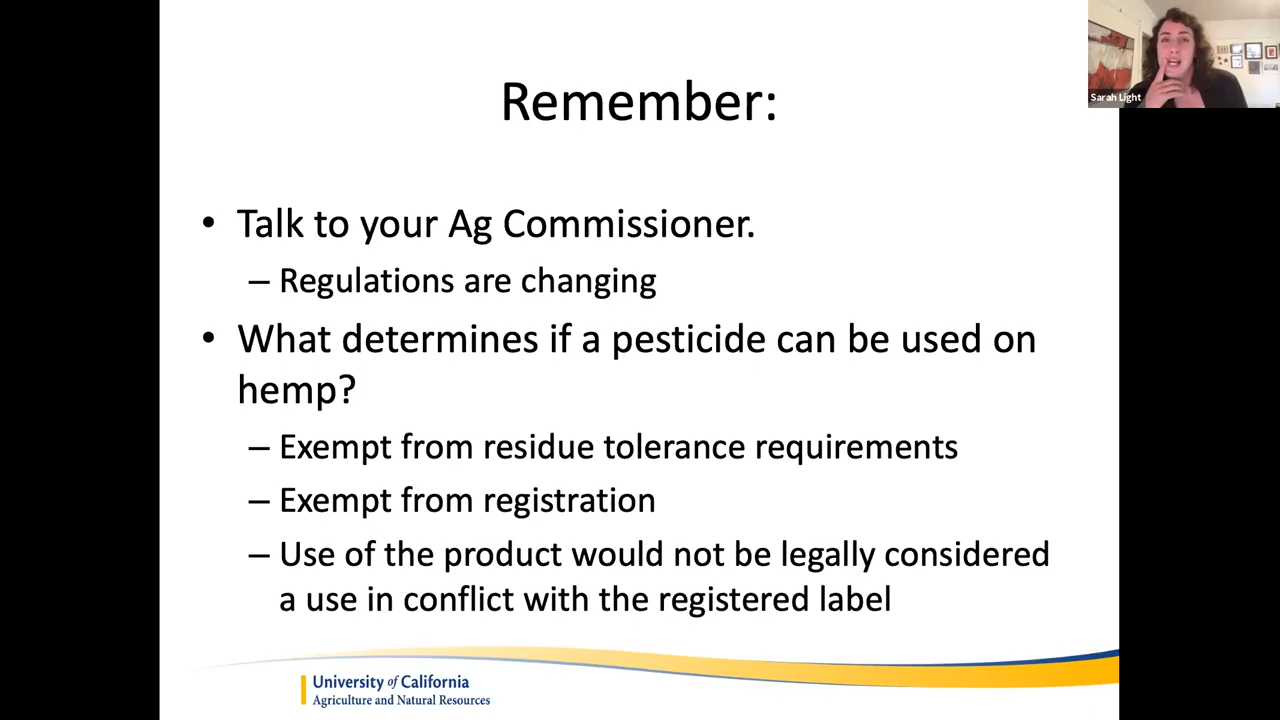 Sarah Light
Remember:
• Talk to your Ag Commissioner.
– Regulations are changing
• What determines if a pesticide can be used on
hemp?
– Exempt from residue tolerance requirements
– Exempt from registration
– Use of the product would not be legally considered
a use in conflict with the registered label
University of California
Agriculture and Natural Resources